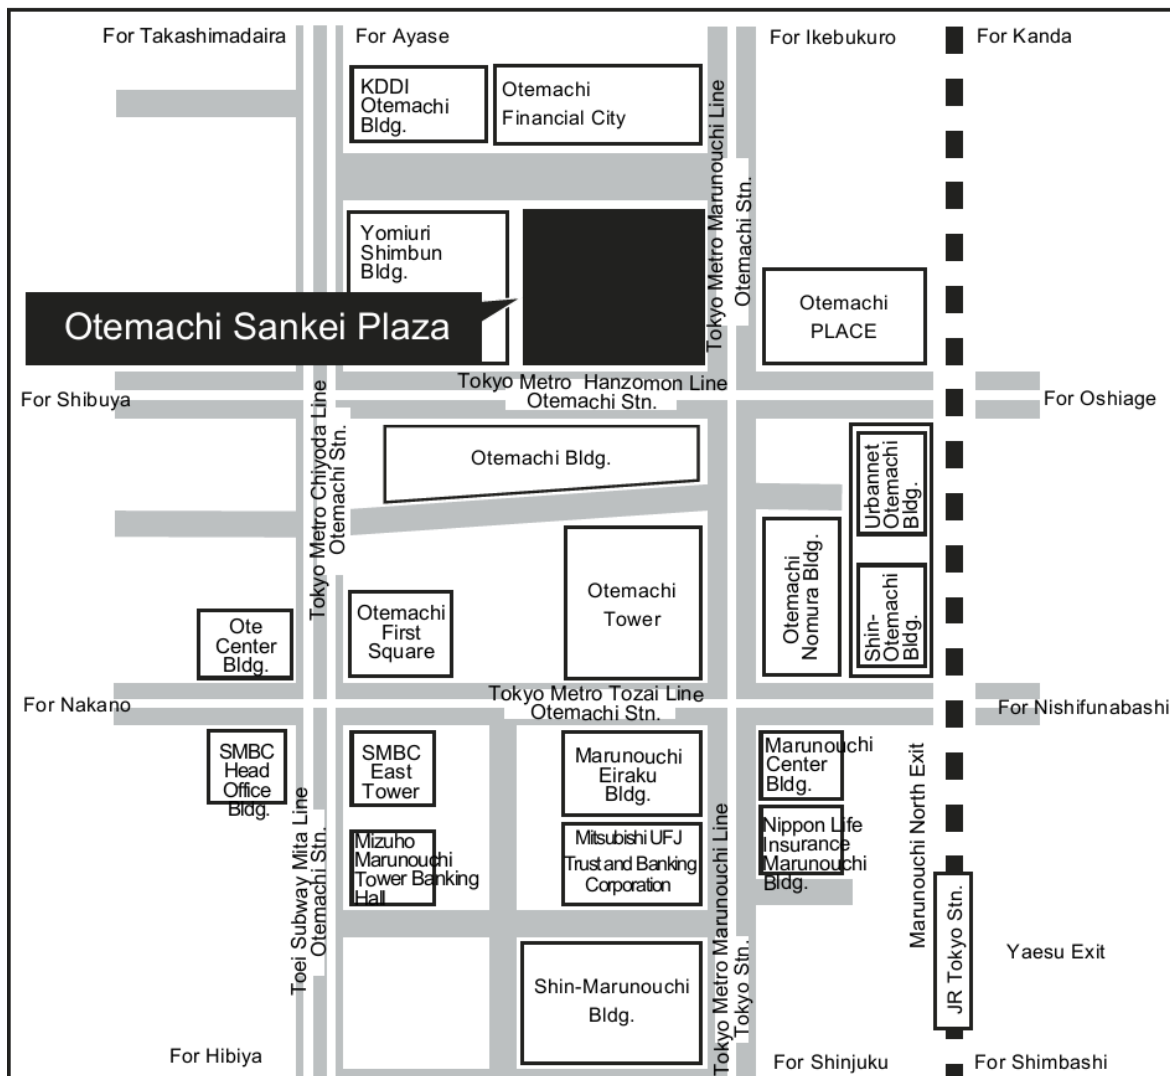 For Takashimadaira
For Ayase
For Ikebukuro
For Kanda
KDDI
Otemachi
Bldg.
Otemachi
Financial City
Tokyo Metro Marunouchi Line
Otemachi Stn.
Yomiuri
Shimbun
Bldg.
Otemachi Sankei Plaza
Otemachi
PLACE
Tokyo Metro Hanzomon Line
Otemachi Stn.
For Shibuya
For Oshiage
Tokyo Metro Chiyoda Line
Otemachi Stn.
Otemachi Bldg.
Urbannet
Otemachi
Bldg.
Otemachi
Tower
Otemachi
Nomura Bldg.
Shin-
Otemachi
Bldg.
Ote
Center
Bldg.
Otemachi
First
Square
Tokyo Metro Tozai Line
Otemachi Stn.
For Nakano
For Nishifunabashi
SMBC
Head
Office
Bldg.
SMBC
East
Tower
Marunouchi
Eiraku
Bldg.
Marunouchi
Center
Bldg.
Marunouchi North Exit
Toei Subway Mita Line
Otemachi Stn.
Mizuho
Marunouchi
Tower Banking
Hall
Mitsubishi UFJ
Trust and Banking
Corporation
Nippon Life
Insurance
Marunouchi
Bldg.
Tokyo Metro Marunouchi Line
Tokyo Stn.
JR Tokyo Stn.
Yaesu Exit
Shin-Marunouchi
Bldg.
For Hibiya
For Shinjuku
For Shimbashi